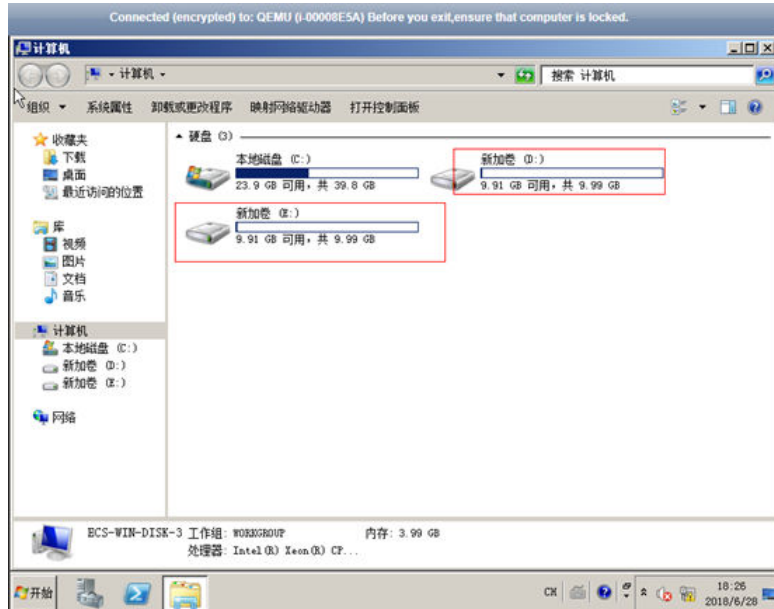 Connected (encrypted) to: QEMU (i-00008E5A) Before you exit,ensure that computer is locked.
计算机
计算机
搜索 计算机
组织 系统属性 卸载或更改程序 映射网络驱动器 打开控制面板
收藏夹
下载
桌面
最近访问的位置
库
视频
图片
文档
音乐
计算机
本地磁盘 (C:)
新加卷 (D:)
新加卷 (E:)
网络
硬盘 (3)
本地磁盘 (C:)
23.9 GB 可用，共 39.8 GB
新加卷 (D:)
9.91 GB 可用，共 9.99 GB
新加卷 (E:)
9.91 GB 可用，共 9.99 GB
ECS-WIN-DISK-3 工作组: WORKGROUP 内存: 3.99 GB
处理器: Intel(R) Xeon(R) CP...
开始
CH
18:26
2018/6/28